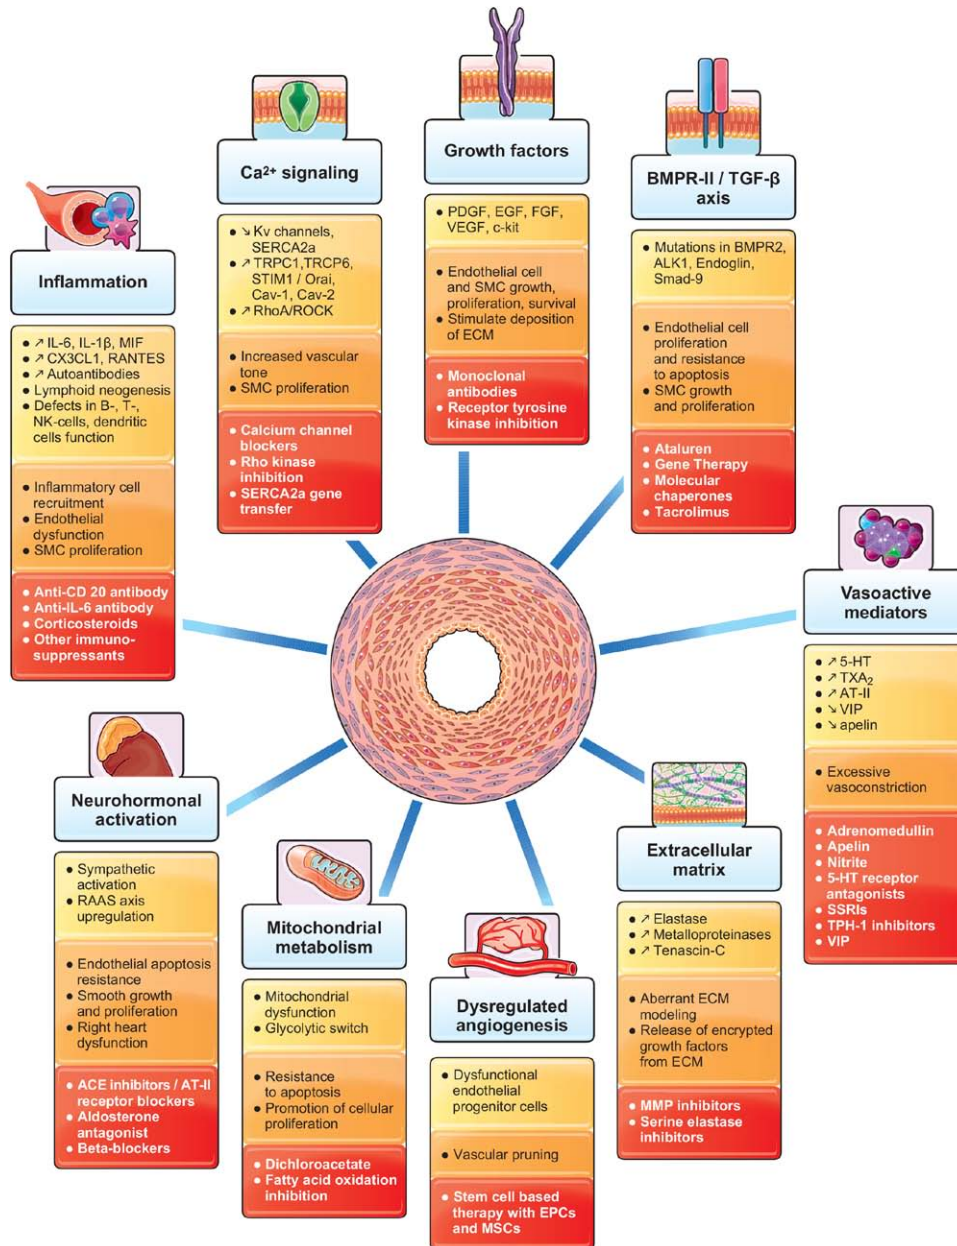 Growth factors
• PDGF, EGF, FGF,
VEGF, c-kit
• Endothelial cell
and SMC growth,
proliferation, survival
• Stimulate deposition
of ECM
• Monoclonal
antibodies
• Receptor tyrosine
kinase inhibition
Ca²⁺ signaling
• ↘ Kv channels,
SERCA2a
• ↗ TRPC1,TRCP6,
STIM1 / Orai,
Cav-1, Cav-2
• ↗ RhoA/ROCK
• Increased vascular
tone
• SMC proliferation
• Calcium channel
blockers
• Rho kinase
inhibition
• SERCA2a gene
transfer
BMPR-II / TGF-β
axis
• Mutations in BMPR2,
ALK1, Endoglin,
Smad-9
• Endothelial cell
proliferation
and resistance
to apoptosis
• SMC growth
and proliferation
• Ataluren
• Gene Therapy
• Molecular
chaperones
• Tacrolimus
Inflammation
• ↗ IL-6, IL-1β, MIF
• ↗ CX3CL1, RANTES
• ↗ Autoantibodies
• Lymphoid neogenesis
• Defects in B-, T-,
NK-cells, dendritic
cells function
• Inflammatory cell
recruitment
• Endothelial
dysfunction
• SMC proliferation
• Anti-CD 20 antibody
• Anti-IL-6 antibody
• Corticosteroids
• Other immuno-
suppressants
Vasoactive
mediators
• ↗ 5-HT
• ↗ TXA₂
• ↗ AT-II
• ↘ VIP
• ↘ apelin
• Excessive
vasoconstriction
• Adrenomedullin
• Apelin
• Nitrite
• 5-HT receptor
antagonists
• SSRIs
• TPH-1 inhibitors
• VIP
Neurohormonal
activation
• Sympathetic
activation
• RAAS axis
upregulation
• Endothelial apoptosis
resistance
• Smooth growth
and proliferation
• Right heart
dysfunction
• ACE inhibitors / AT-II
receptor blockers
• Aldosterone
antagonist
• Beta-blockers
Mitochondrial
metabolism
• Mitochondrial
dysfunction
• Glycolytic switch
• Resistance
to apoptosis
• Promotion of cellular
proliferation
• Dichloroacetate
• Fatty acid oxidation
inhibition
Dysregulated
angiogenesis
• Dysfunctional
endothelial
progenitor cells
• Vascular pruning
• Stem cell based
therapy with EPCs
and MSCs
Extracellular
matrix
• ↗ Elastase
• ↗ Metalloproteinases
• ↗ Tenascin-C
• Aberrant ECM
modeling
• Release of encrypted
growth factors
from ECM
• MMP inhibitors
• Serine elastase
inhibitors